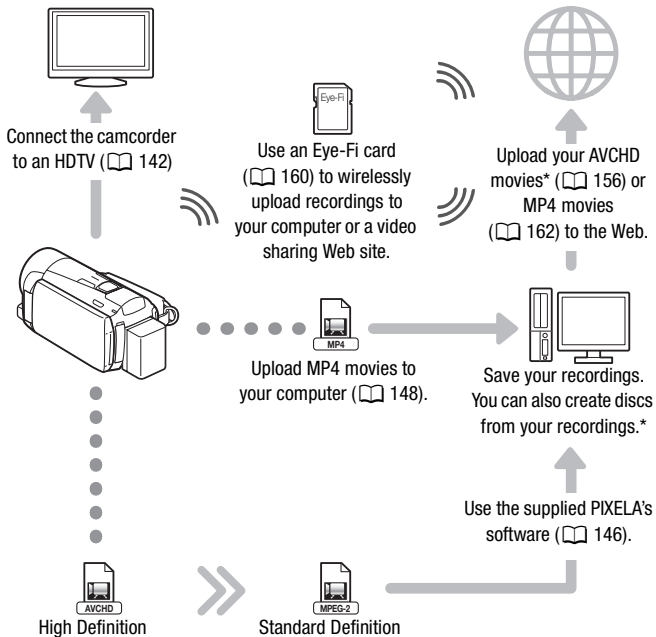 Connect the camcorder
to an HDTV (142)
Eye-Fi
Use an Eye-Fi card
(160) to wirelessly
upload recordings to
your computer or a video
sharing Web site.
Upload your AVCHD
movies* (156) or
MP4 movies
(162) to the Web.
MP4
Upload MP4 movies to
your computer (148).
Save your recordings.
You can also create discs
from your recordings.*
Use the supplied PIXELA's
software (146).
AVCHD
High Definition
MPEG-2
Standard Definition